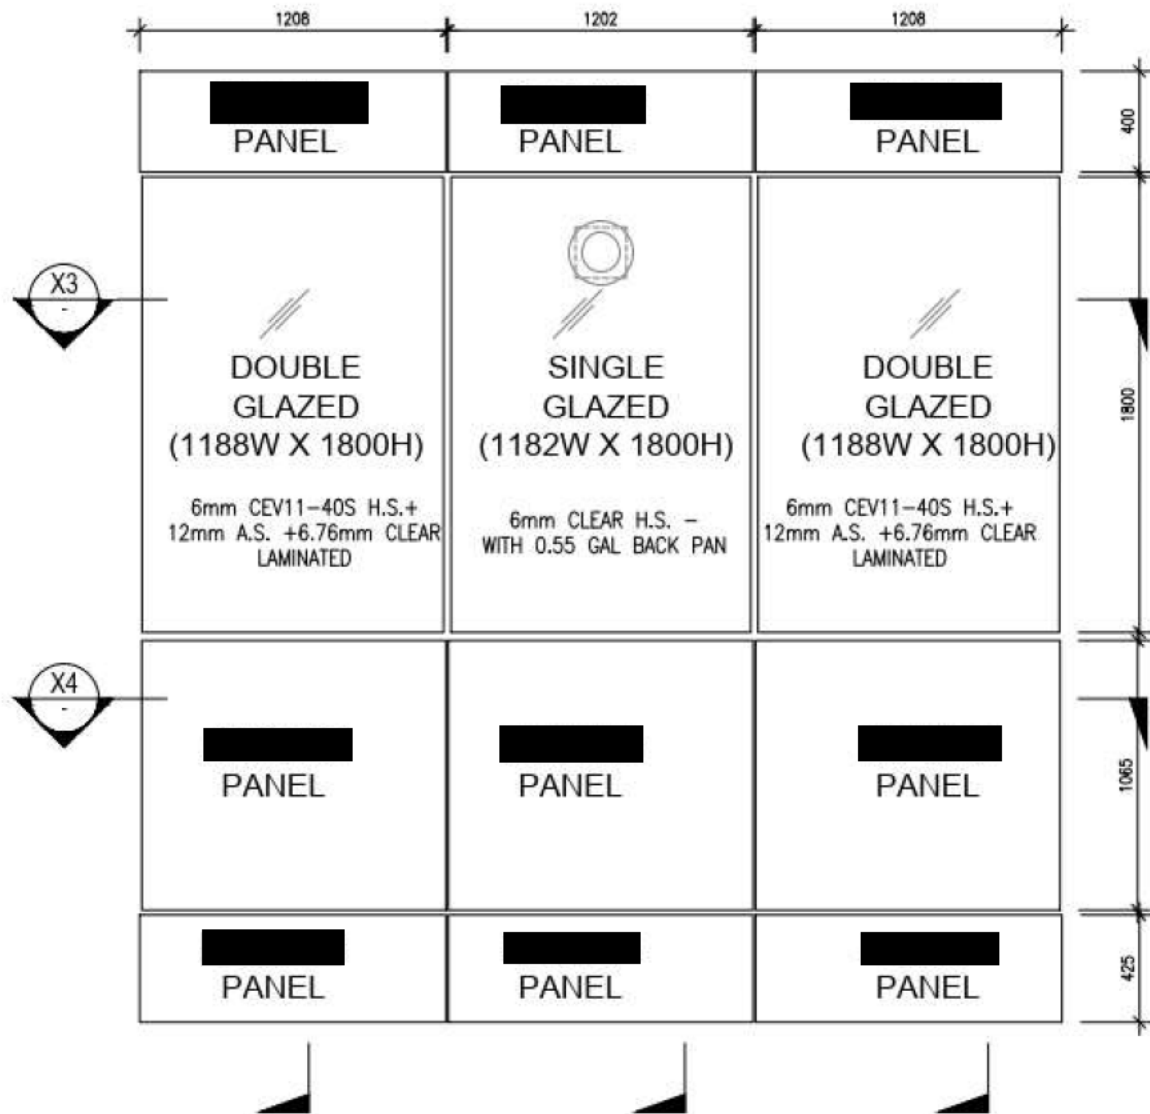 1208
1202
1208
PANEL
PANEL
PANEL
400
X3
-
DOUBLE
GLAZED
(1188W X 1800H)
6mm CEV11-40S H.S.+
12mm A.S. +6.76mm CLEAR
LAMINATED
SINGLE
GLAZED
(1182W X 1800H)
6mm CLEAR H.S. -
WITH 0.55 GAL BACK PAN
DOUBLE
GLAZED
(1188W X 1800H)
6mm CEV11-40S H.S.+
12mm A.S. +6.76mm CLEAR
LAMINATED
1800
X4
-
PANEL
PANEL
PANEL
1065
PANEL
PANEL
PANEL
425